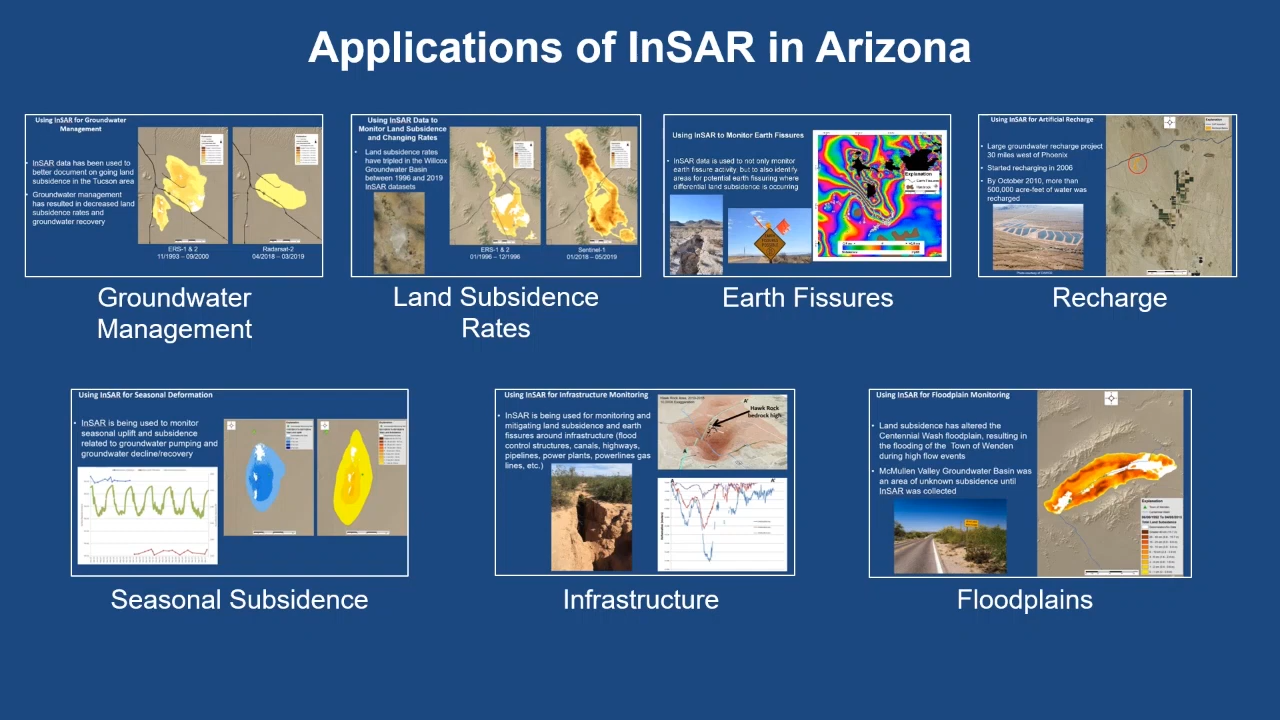 Applications of InSAR in Arizona
Using InSAR for Groundwater
Management
InSAR data has been used to
better document on going land
subsidence in the Tucson area
Groundwater management
has resulted in decreased land
subsidence rates and
groundwater recovery
ERS-1 & 2
11/1993 – 09/2000
Radarsat-2
04/2018 – 03/2019
Groundwater
Management
Using InSAR Data to
Monitor Land Subsidence
and Changing Rates
Land subsidence rates
have tripled in the Willcox
Groundwater Basin
between 1996 and 2019
InSAR datasets
ERS-1 & 2
01/1996 – 12/1996
Sentinel-1
01/2018 – 05/2019
Land Subsidence
Rates
Using InSAR to Monitor Earth Fissures
InSAR data is used to not only monitor
earth fissure activity, but to also identify
areas for potential earth fissuring where
differential land subsidence is occurring
Explanation
Earth Fissures
Using InSAR for Artificial Recharge
Large groundwater recharge project
30 miles west of Phoenix
Started recharging in 2006
By October 2010, more than
500,000 acre-feet of water was
recharged
Recharge
Using InSAR for Seasonal Deformation
InSAR is being used to monitor
seasonal uplift and subsidence
related to groundwater pumping and
groundwater decline/recovery
Seasonal Subsidence
Using InSAR for Infrastructure Monitoring
InSAR is being used for monitoring and
mitigating land subsidence and earth
fissures around infrastructure (flood
control structures, canals, highways,
pipelines, power plants, powerlines gas
lines, etc.)
A'
Hawk Rock
bedrock high
A
A'
Infrastructure
Using InSAR for Floodplain Monitoring
Land subsidence has altered the
Centennial Wash floodplain, resulting in
the flooding of the Town of Wenden
during high flow events
McMullen Valley Groundwater Basin was
an area of unknown subsidence until
InSAR was collected
Explanation
Floodplains